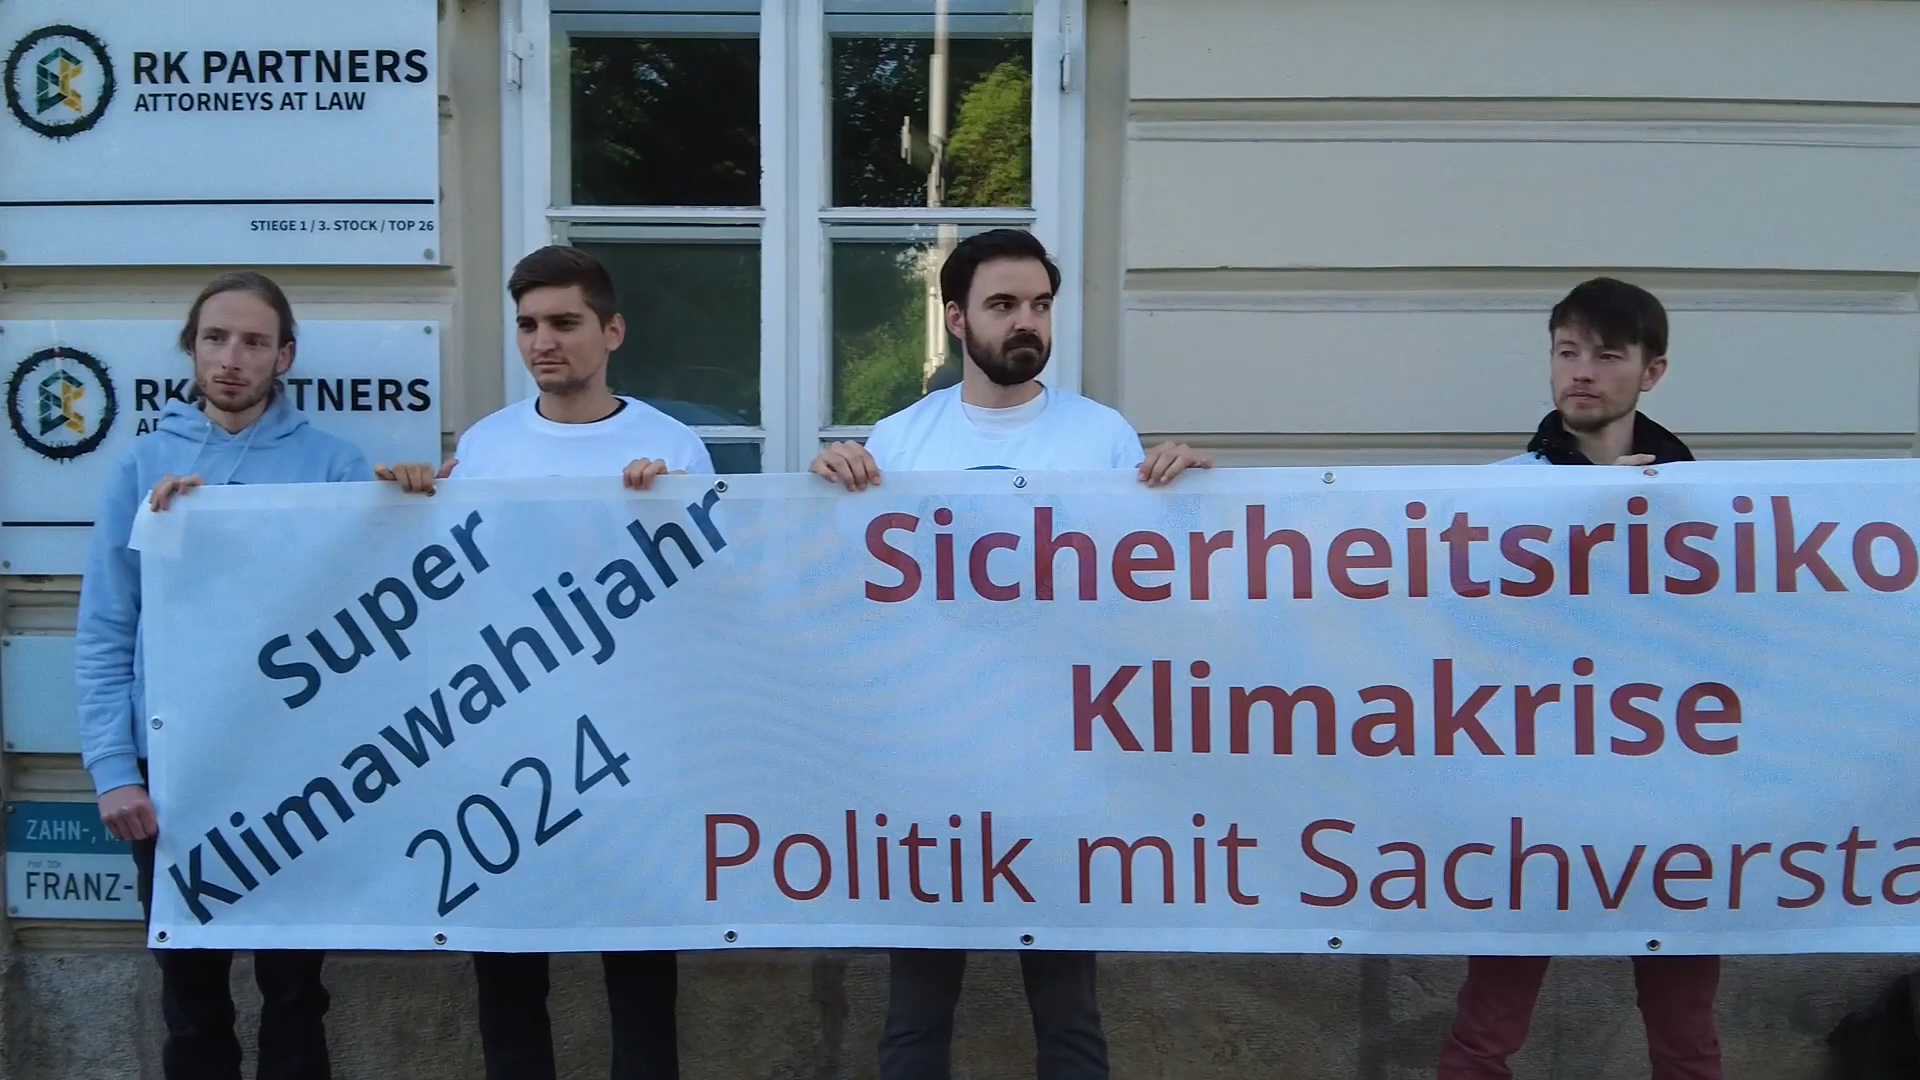 RK PARTNERS
ATTORNEYS AT LAW
STIEGE 1 / 3. STOCK / TOP 26
RK PARTNERS
ZAHN-,
FRANZ-
Super
Klimawahljahr
2024
Sicherheitsrisiko
Klimakrise
Politik mit Sachversta